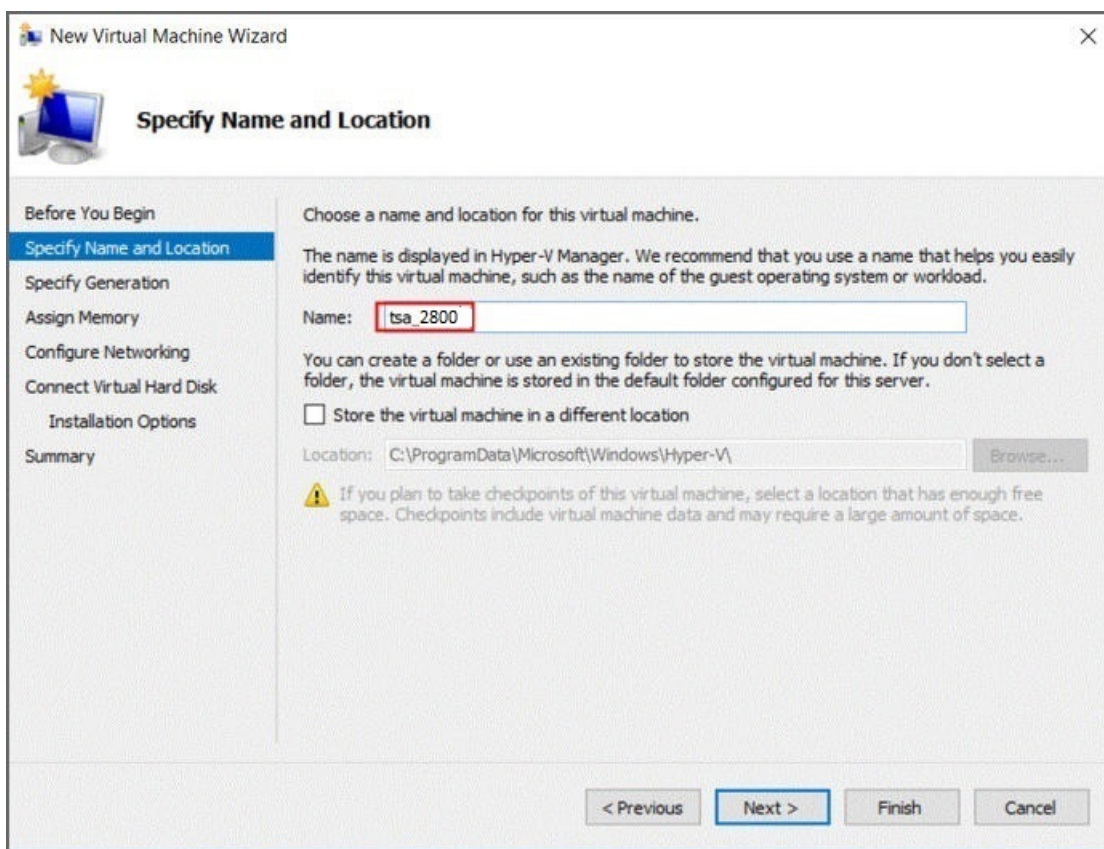 New Virtual Machine Wizard
Specify Name and Location
Before You Begin
Specify Name and Location
Specify Generation
Assign Memory
Configure Networking
Connect Virtual Hard Disk
Installation Options
Summary
Choose a name and location for this virtual machine.
The name is displayed in Hyper-V Manager. We recommend that you use a name that helps you easily
identify this virtual machine, such as the name of the guest operating system or workload.
Name: tsa_2800
You can create a folder or use an existing folder to store the virtual machine. If you don't select a
folder, the virtual machine is stored in the default folder configured for this server.
Store the virtual machine in a different location
Location: C:\ProgramData\Microsoft\Windows\Hyper-V\ Browse...
If you plan to take checkpoints of this virtual machine, select a location that has enough free
space. Checkpoints include virtual machine data and may require a large amount of space.
< Previous Next > Finish Cancel